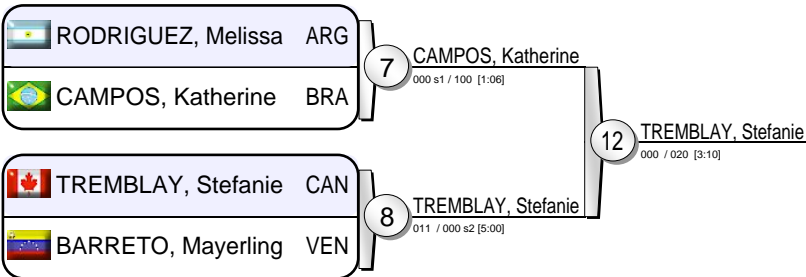 RODRIGUEZ, Melissa ARG
CAMPOS, Katherine BRA
7
CAMPOS, Katherine
000 s1 / 100 [1:06]
TREMBLAY, Stefanie CAN
BARRETO, Mayerling VEN
8
TREMBLAY, Stefanie
011 / 000 s2 [5:00]
12
TREMBLAY, Stefanie
000 / 020 [3:10]